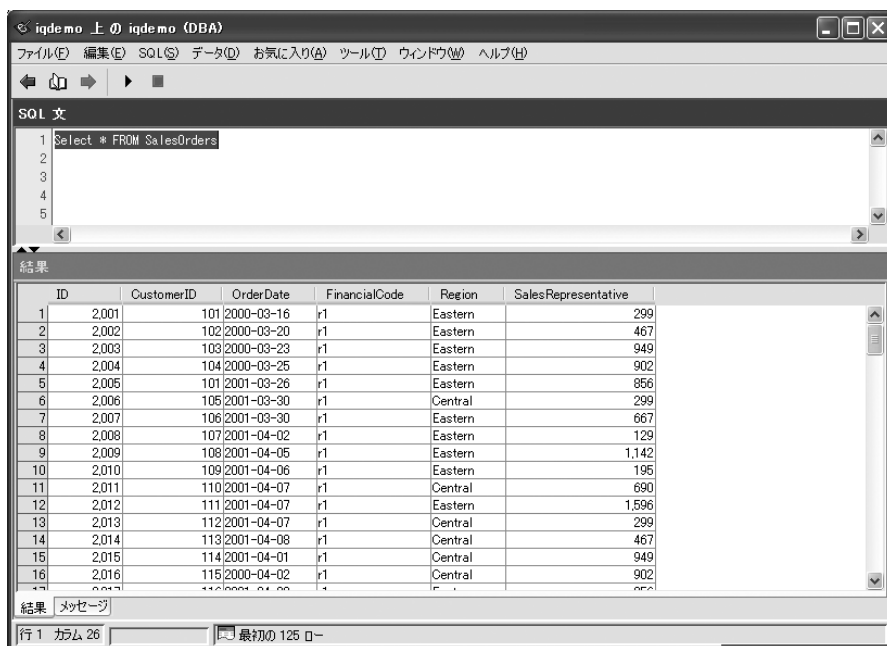 iqdemo 上 の iqdemo (DBA)
ファイル(F) 編集(E) SQL(S) データ(D) お気に入り(A) ツール(T) ウィンドウ(W) ヘルプ(H)
SQL 文
1 Select * FROM SalesOrders
2
3
4
5
結果
ID CustomerID OrderDate FinancialCode Region SalesRepresentative
1 2,001 101 2000-03-16 r1 Eastern 299
2 2,002 102 2000-03-20 r1 Eastern 467
3 2,003 103 2000-03-23 r1 Eastern 949
4 2,004 104 2000-03-25 r1 Eastern 902
5 2,005 101 2001-03-26 r1 Eastern 856
6 2,006 105 2001-03-30 r1 Central 299
7 2,007 106 2001-03-30 r1 Eastern 667
8 2,008 107 2001-04-02 r1 Eastern 129
9 2,009 108 2001-04-05 r1 Eastern 1,142
10 2,010 109 2001-04-06 r1 Eastern 195
11 2,011 110 2001-04-07 r1 Central 690
12 2,012 111 2001-04-07 r1 Eastern 1,596
13 2,013 112 2001-04-07 r1 Central 299
14 2,014 113 2001-04-08 r1 Central 467
15 2,015 114 2001-04-01 r1 Central 949
16 2,016 115 2000-04-02 r1 Central 902
結果 メッセージ
行 1 カラム 26 最初の 125 ロー